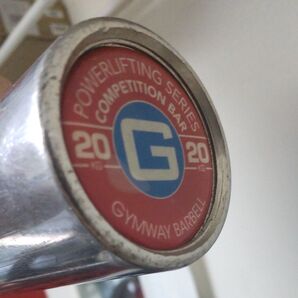 POWERLIFTING SERIES
COMPETITION BAR
20 KG
G
20 KG
GYMWAY BARBELL